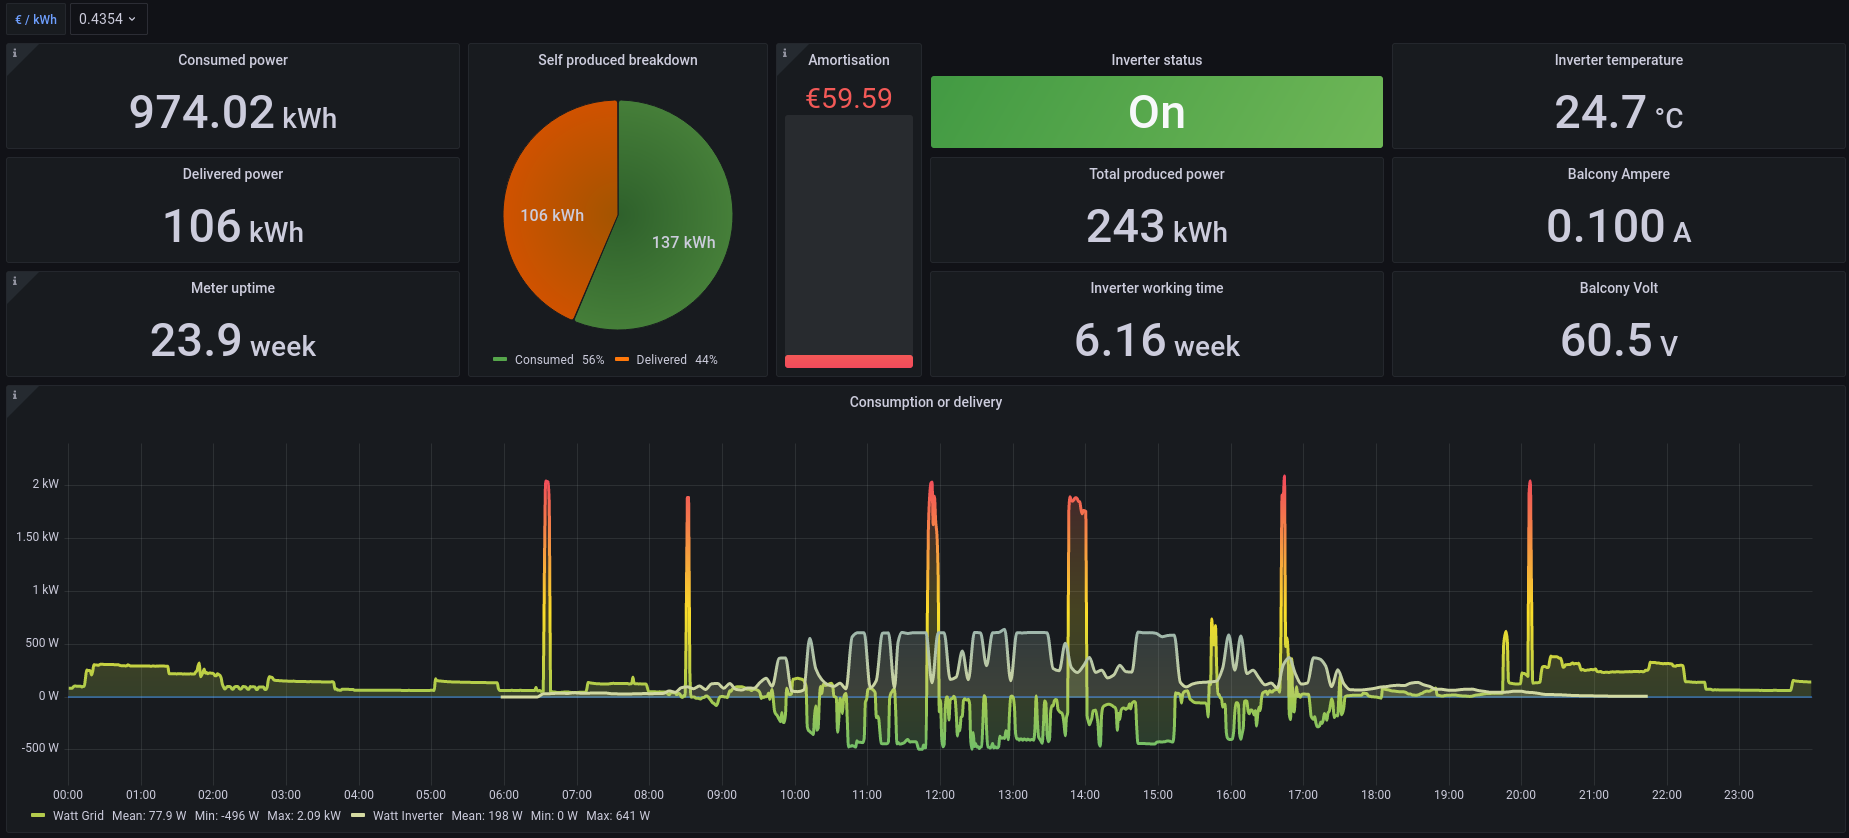 € / kWh 0.4354
Consumed power
974.02 kWh
Delivered power
106 kWh
Meter uptime
23.9 week
Self produced breakdown
106 kWh
137 kWh
Consumed 56% Delivered 44%
Amortisation
€59.59
Inverter status
On
Total produced power
243 kWh
Inverter working time
6.16 week
Inverter temperature
24.7 °C
Balcony Ampere
0.100 A
Balcony Volt
60.5 V
Consumption or delivery
2 kW
1.50 kW
1 kW
500 W
0 W
-500 W
00:00 01:00 02:00 03:00 04:00 05:00 06:00 07:00 08:00 09:00 10:00 11:00 12:00 13:00 14:00 15:00 16:00 17:00 18:00 19:00 20:00 21:00 22:00 23:00
Watt Grid Mean: 77.9 W Min: -496 W Max: 2.09 kW Watt Inverter Mean: 198 W Min: 0 W Max: 641 W